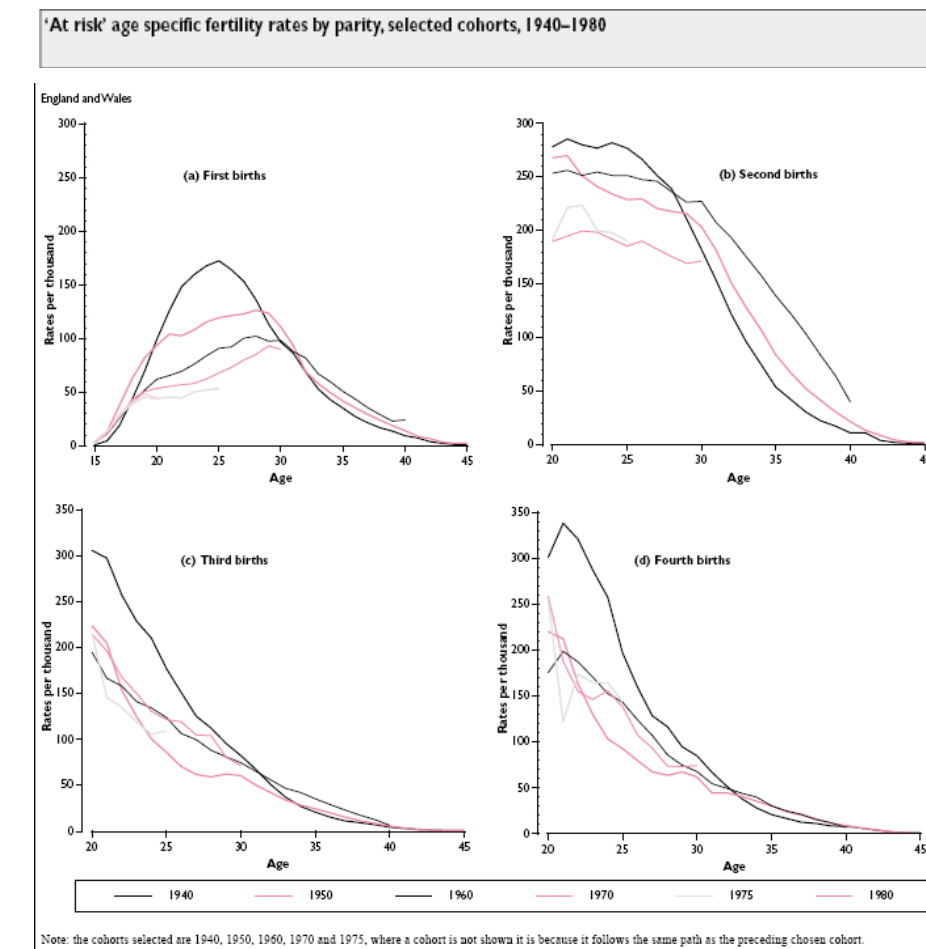 'At risk' age specific fertility rates by parity, selected cohorts, 1940–1980
England and Wales
300
250
200
150
100
50
0
Rates per thousand
(a) First births
15 20 25 30 35 40 45
Age
300
250
200
150
100
50
0
Rates per thousand
(b) Second births
20 25 30 35 40 45
Age
350
300
250
200
150
100
50
0
Rates per thousand
(c) Third births
20 25 30 35 40 45
Age
350
300
250
200
150
100
50
0
Rates per thousand
(d) Fourth births
20 25 30 35 40 45
Age
1940 1950 1960 1970 1975 1980
Note: the cohorts selected are 1940, 1950, 1960, 1970 and 1975, where a cohort is not shown it is because it follows the same path as the preceding chosen cohort.